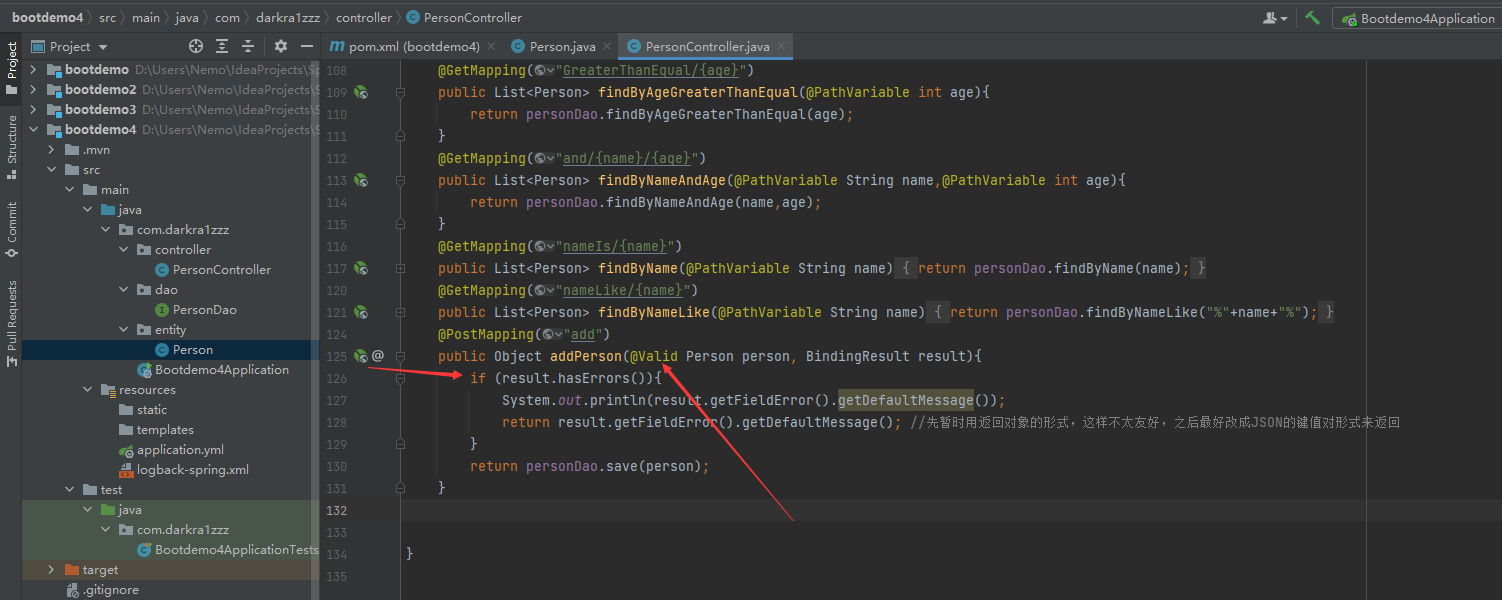 bootdemo4 src main java com darkra1zzz controller PersonController
Bootdemo4Application
Project
pom.xml (bootdemo4)
Person.java
PersonController.java
Project
Structure
Commit
Pull Requests
bootdemo D:\Users\Nemo\IdeaProjects\S
bootdemo2 D:\Users\Nemo\IdeaProjects\
bootdemo3 D:\Users\Nemo\IdeaProjects\
bootdemo4 D:\Users\Nemo\IdeaProjects\
.mvn
src
main
java
com.darkra1zzz
controller
PersonController
dao
PersonDao
entity
Person
Bootdemo4Application
resources
static
templates
application.yml
logback-spring.xml
test
java
com.darkra1zzz
Bootdemo4ApplicationTests
target
.gitignore
108 @GetMapping("GreaterThanEqual/{age}")
109 public List<Person> findByAgeGreaterThanEqual(@PathVariable int age){
110 return personDao.findByAgeGreaterThanEqual(age);
111 }
112 @GetMapping("and/{name}/{age}")
113 public List<Person> findByNameAndAge(@PathVariable String name,@PathVariable int age){
114 return personDao.findByNameAndAge(name,age);
115 }
116 @GetMapping("nameIs/{name}")
117 public List<Person> findByName(@PathVariable String name) { return personDao.findByName(name); }
120 @GetMapping("nameLike/{name}")
121 public List<Person> findByNameLike(@PathVariable String name) { return personDao.findByNameLike("%"+name+"%"); }
124 @PostMapping("add")
125 @ public Object addPerson(@Valid Person person, BindingResult result){
126 if (result.hasErrors()){
127 System.out.println(result.getFieldError().getDefaultMessage());
128 return result.getFieldError().getDefaultMessage(); //先暂时用返回对象的形式，这样不太友好，之后最好改成JSON的键值对形式来返回
129 }
130 return personDao.save(person);
131 }
132
133
134 }
135